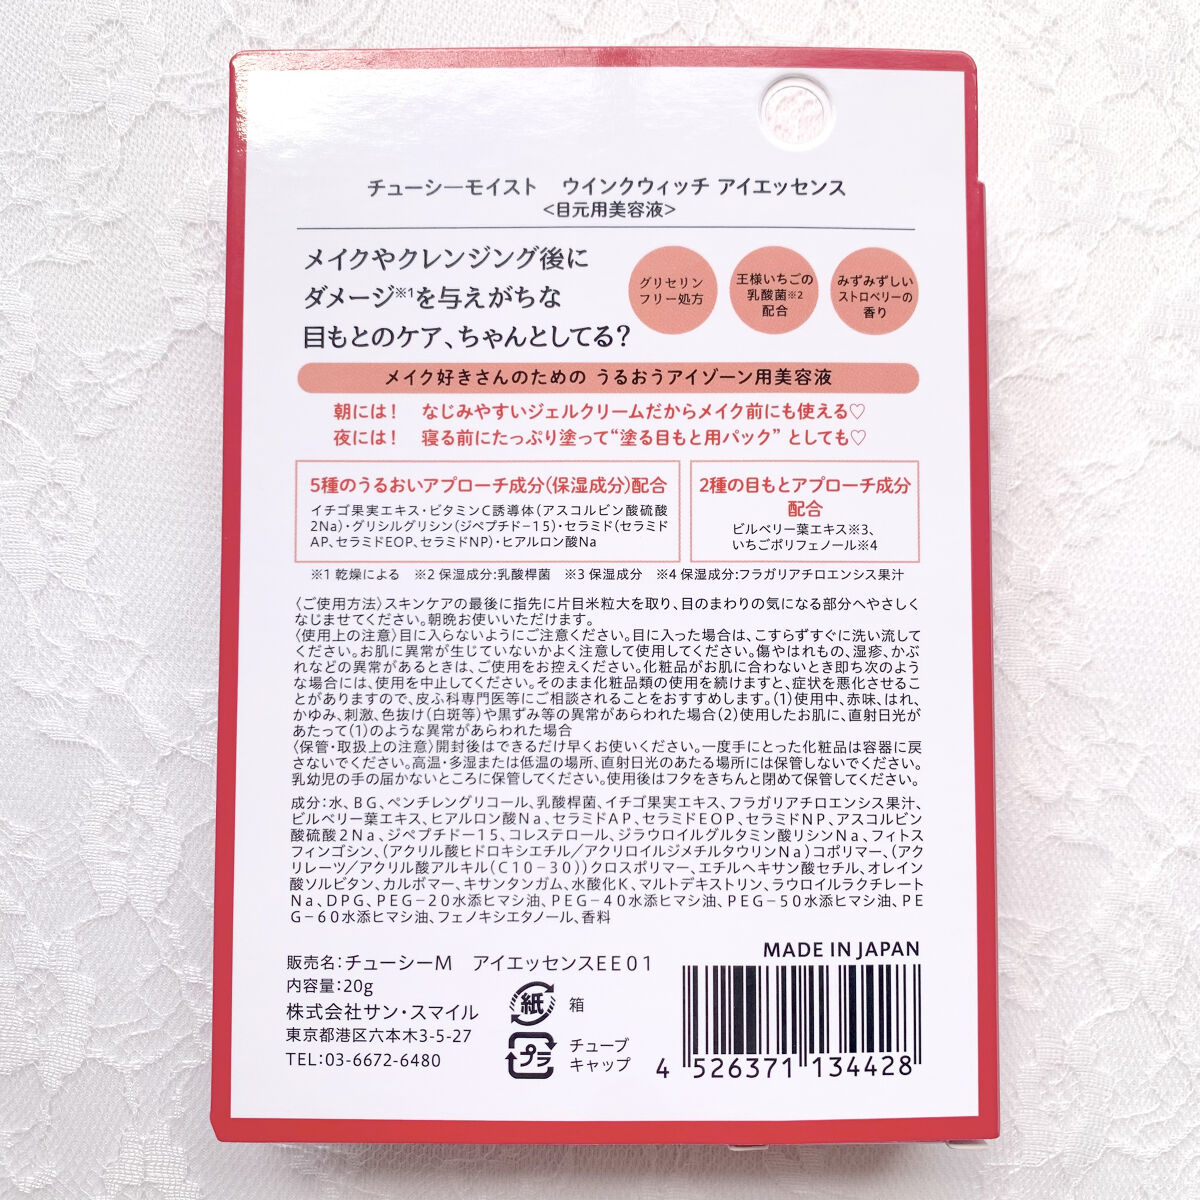 チューシーモイスト　ウインクウィッチ アイエッセンス
<目元用美容液>
メイクやクレンジング後に
ダメージ※1を与えがちな
目もとのケア、ちゃんとしてる?
グリセリン
フリー処方
王様いちごの
乳酸菌※2
配合
みずみずしい
ストロベリーの
香り
メイク好きさんのための うるおうアイゾーン用美容液
朝には！　なじみやすいジェルクリームだからメイク前にも使える♡
夜には！　寝る前にたっぷり塗って“塗る目もと用パック” としても♡
5種のうるおいアプローチ成分(保湿成分)配合
イチゴ果実エキス・ビタミンC誘導体(アスコルビン酸硫酸
2Na)・グリシルグリシン(ジペプチド−15)・セラミド(セラミド
AP、セラミドEOP、セラミドNP)・ヒアルロン酸Na
2種の目もとアプローチ成分
配合
ビルベリー葉エキス※3、
いちごポリフェノール※4
※1 乾燥による　※2 保湿成分:乳酸桿菌　※3 保湿成分　※4 保湿成分:フラガリアチロエンシス果汁
〈ご使用方法〉スキンケアの最後に指先に片目米粒大を取り、目のまわりの気になる部分へやさしく
なじませてください。朝晩お使いいただけます。
〈使用上の注意〉目に入らないようにご注意ください。目に入った場合は、こすらずすぐに洗い流して
ください。お肌に異常が生じていないかよく注意して使用してください。傷やはれもの、湿疹、かぶ
れなどの異常があるときは、ご使用をお控えください。化粧品がお肌に合わないとき即ち次のよう
な場合には、使用を中止してください。そのまま化粧品類の使用を続けますと、症状を悪化させるこ
とがありますので、皮ふ科専門医等にご相談されることをおすすめします。(1)使用中、赤味、はれ、
かゆみ、刺激、色抜け(白斑等)や黒ずみ等の異常があらわれた場合(2)使用したお肌に、直射日光が
あたって(1)のような異常があらわれた場合
〈保管・取扱上の注意〉開封後はできるだけ早くお使いください。一度手にとった化粧品は容器に戻
さないでください。高温・多湿または低温の場所、直射日光のあたる場所には保管しないでください。
乳幼児の手の届かないところに保管してください。使用後はフタをきちんと閉めて保管してください。
成分：水、ＢＧ、ペンチレングリコール、乳酸桿菌、イチゴ果実エキス、フラガリアチロエンシス果汁、
ビルベリー葉エキス、ヒアルロン酸Ｎａ、セラミドＡＰ、セラミドＥＯＰ、セラミドＮＰ、アスコルビン
酸硫酸２Ｎａ、ジペプチドー１５、コレステロール、ジラウロイルグルタミン酸リシンＮａ、フィトス
フィンゴシン、（アクリル酸ヒドロキシエチル／アクリロイルジメチルタウリンＮａ）コポリマー、（アク
リレーツ／アクリル酸アルキル（Ｃ１０－３０））クロスポリマー、エチルヘキサン酸セチル、オレイン
酸ソルビタン、カルボマー、キサンタンガム、水酸化Ｋ、マルトデキストリン、ラウロイルラクチレート
Ｎａ、ＤＰＧ、ＰＥＧ－２０水添ヒマシ油、ＰＥＧ－４０水添ヒマシ油、ＰＥＧ－５０水添ヒマシ油、ＰＥ
Ｇ－６０水添ヒマシ油、フェノキシエタノール、香料
販売名：チューシーＭ　アイエッセンスＥＥ０１
内容量：20g
株式会社サン・スマイル
東京都港区六本木3-5-27
TEL：03-6672-6480
紙
箱
プラ
チューブ
キャップ
MADE IN JAPAN
4 526371 134428